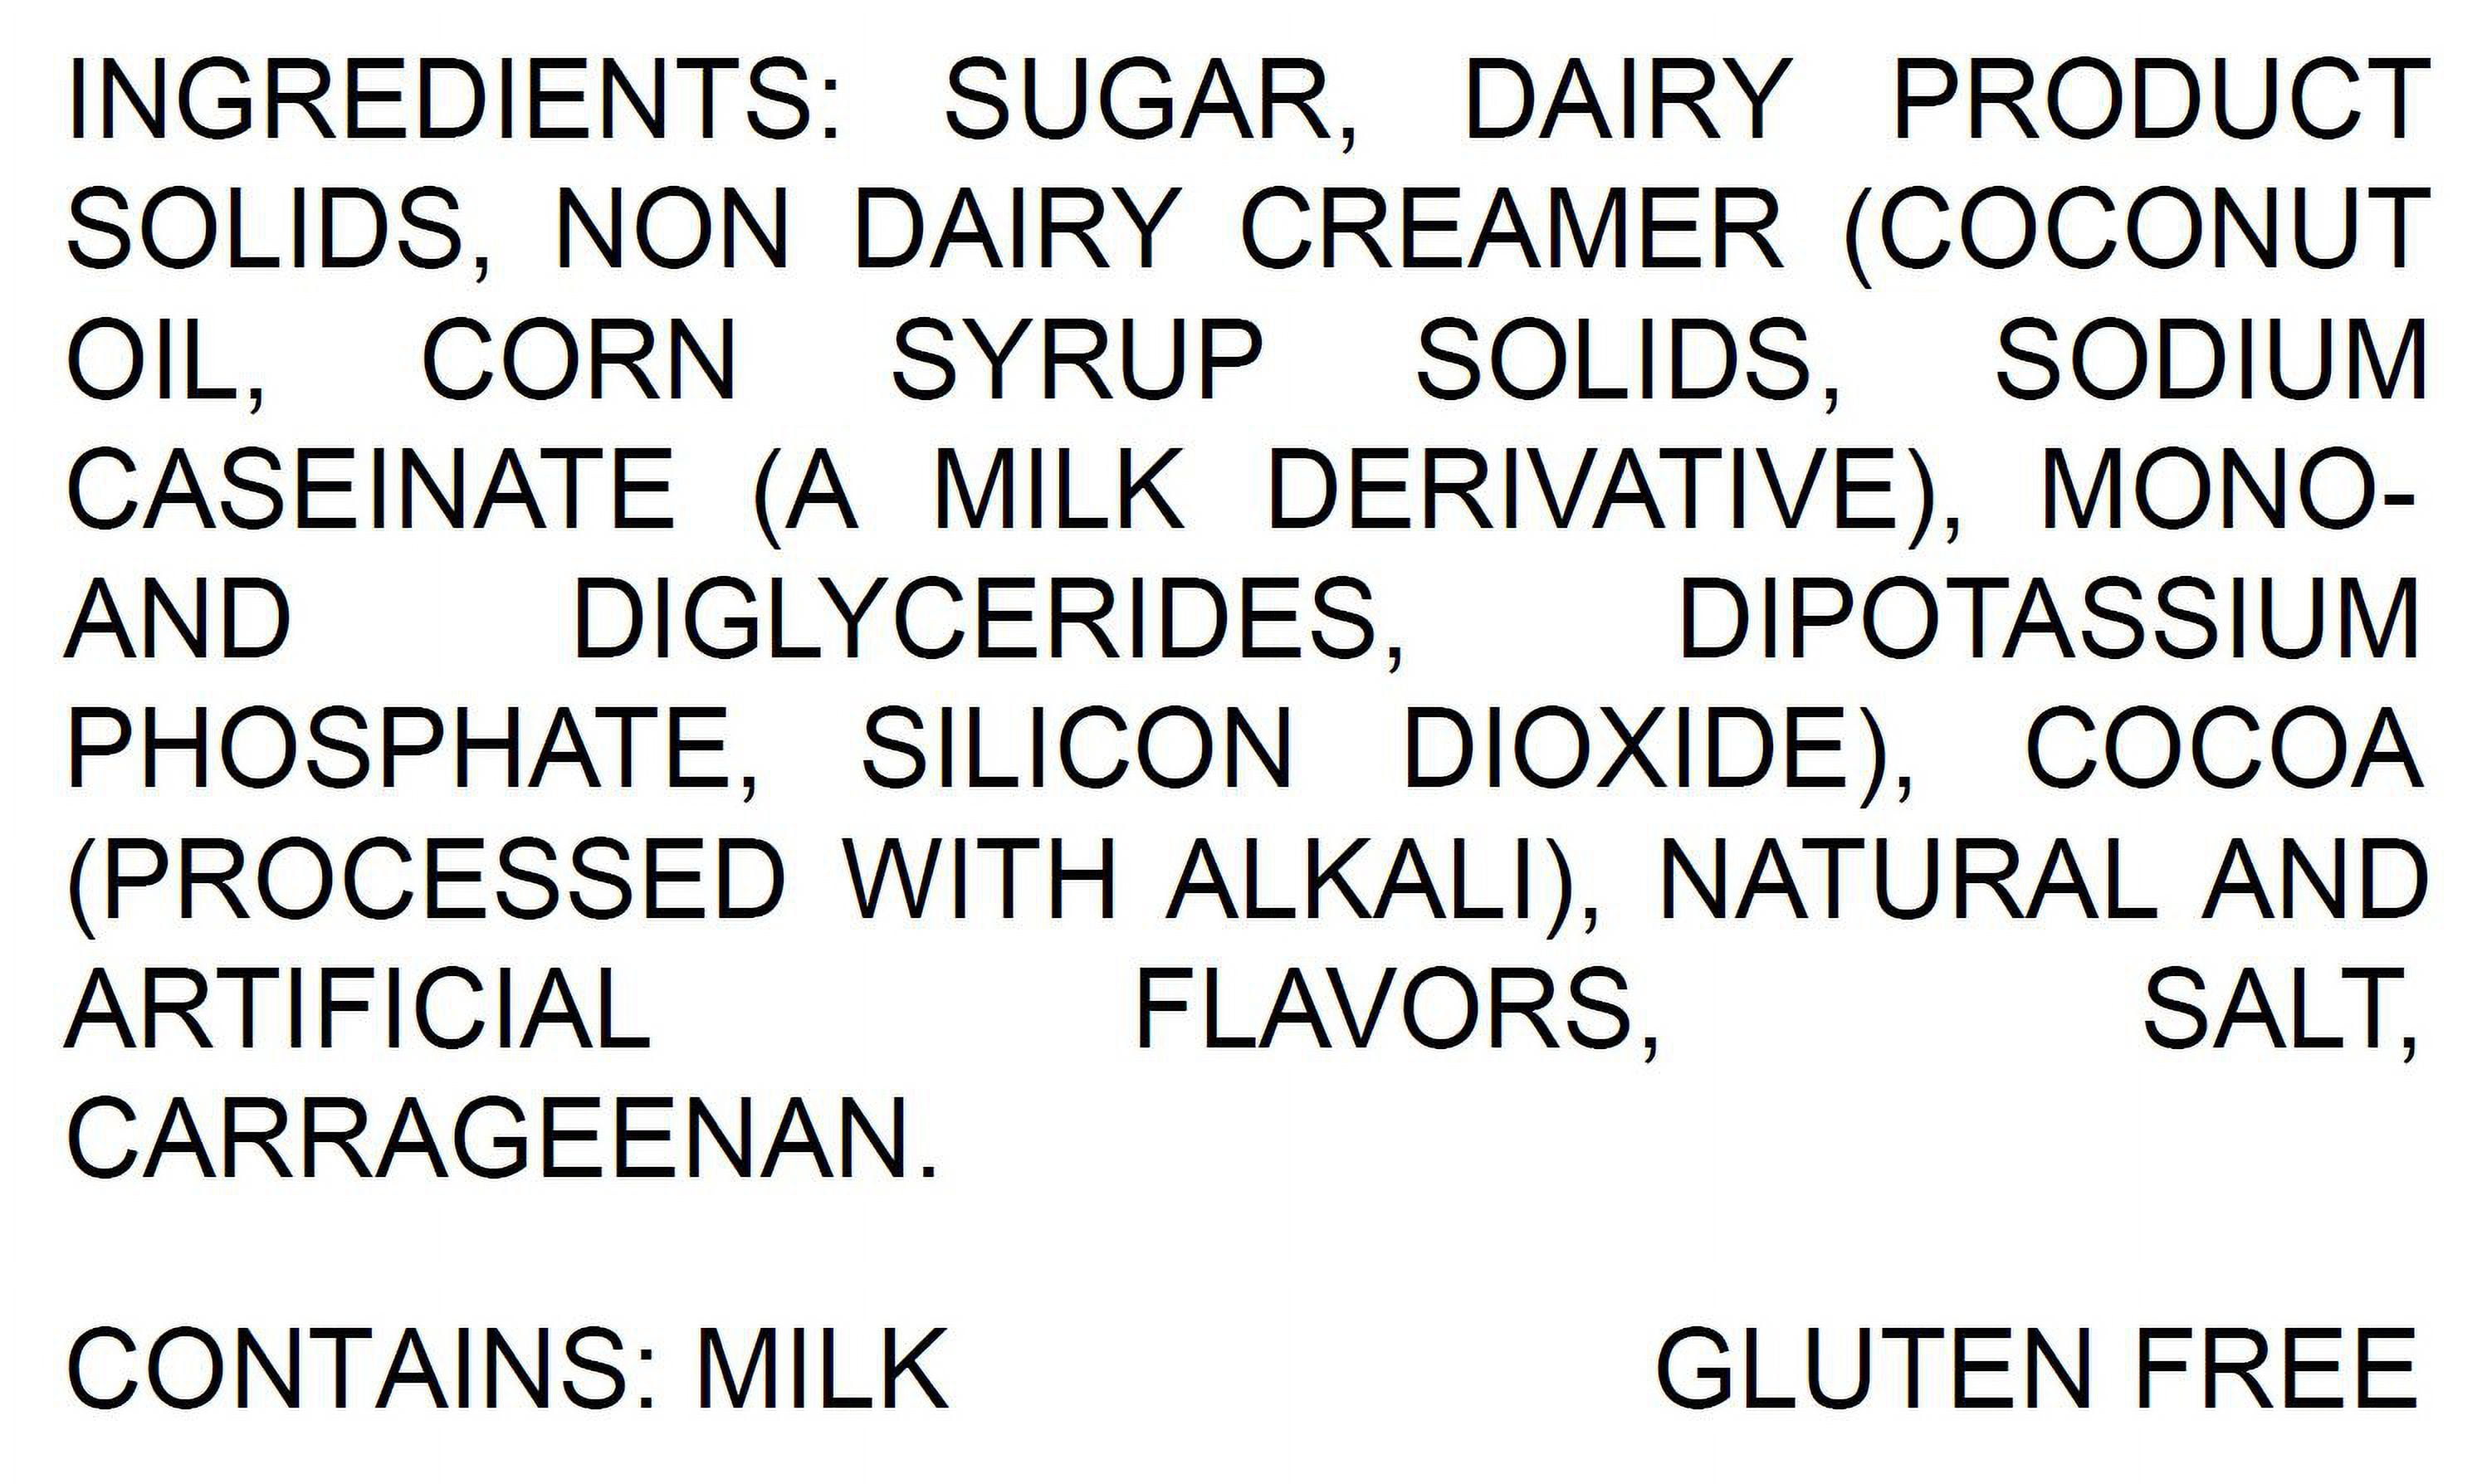 INGREDIENTS: SUGAR, DAIRY PRODUCT
SOLIDS, NON DAIRY CREAMER (COCONUT
OIL, CORN SYRUP SOLIDS, SODIUM
CASEINATE (A MILK DERIVATIVE), MONO-
AND DIGLYCERIDES, DIPOTASSIUM
PHOSPHATE, SILICON DIOXIDE), COCOA
(PROCESSED WITH ALKALI), NATURAL AND
ARTIFICIAL FLAVORS, SALT,
CARRAGEENAN.
CONTAINS: MILK GLUTEN FREE